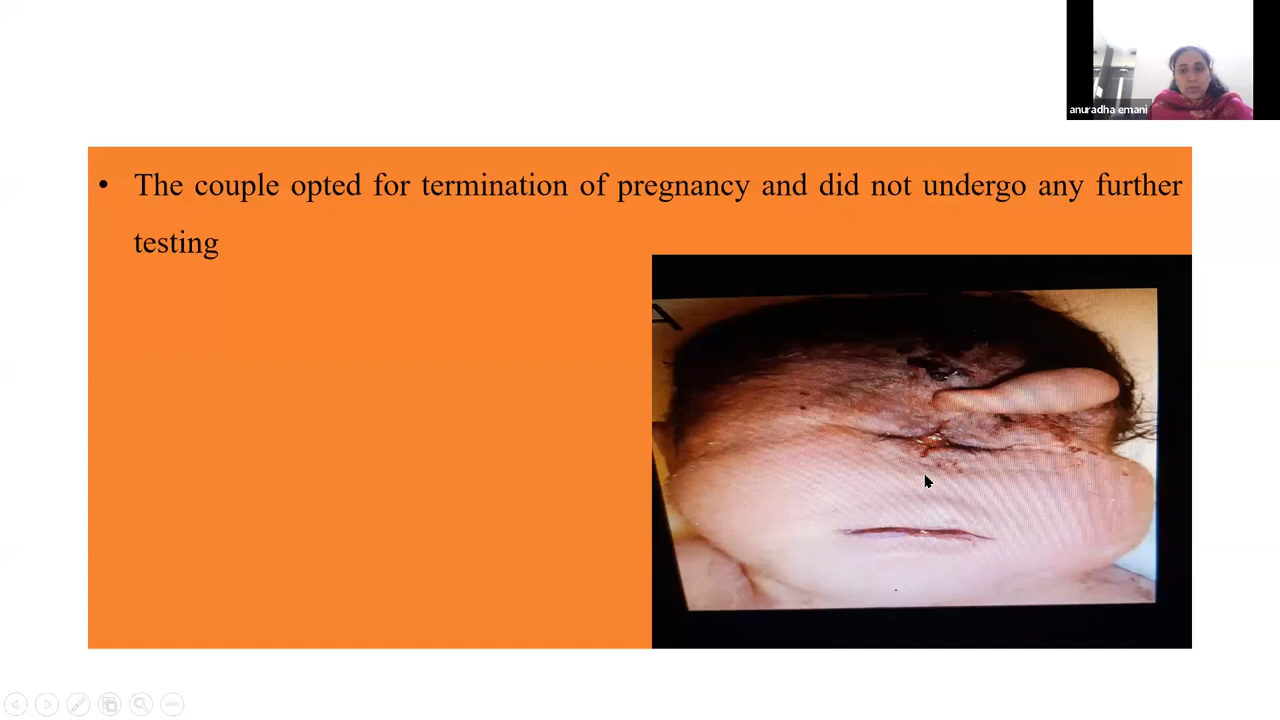 anuradha emani
• The couple opted for termination of pregnancy and did not undergo any further
testing
A